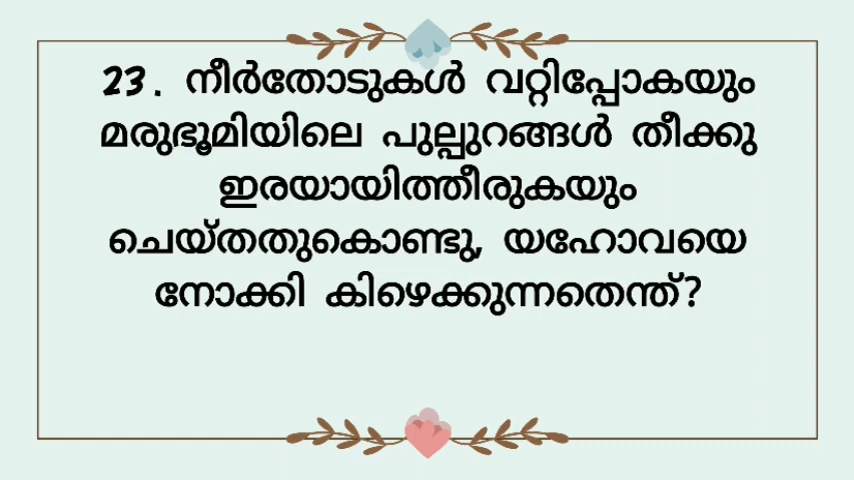 23. നീർതോടുകൾ വറ്റിപ്പോകയും
മരുഭൂമിയിലെ പുല്പുറങ്ങൾ തീക്കു
ഇരയായിത്തീരുകയും
ചെയ്തതുകൊണ്ടു, യഹോവയെ
നോക്കി കിഴെക്കുന്നതെന്ത്?